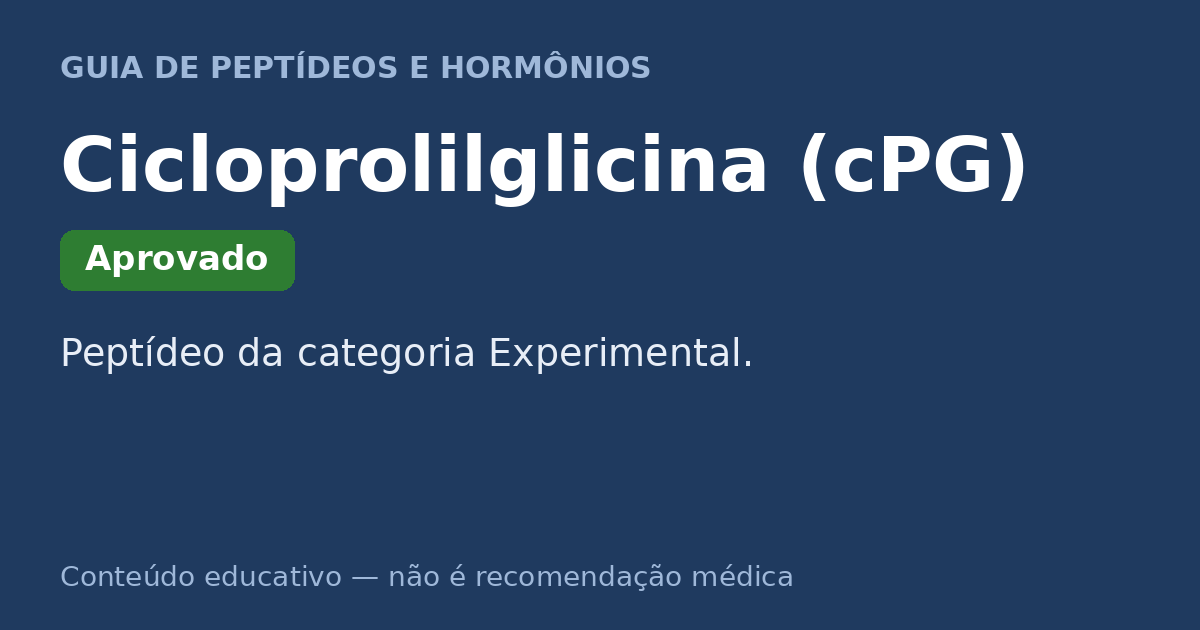 GUIA DE PEPTÍDEOS E HORMÔNIOS
Cicloprolilglicina (cPG)
Aprovado
Peptídeo da categoria Experimental.
Conteúdo educativo — não é recomendação médica